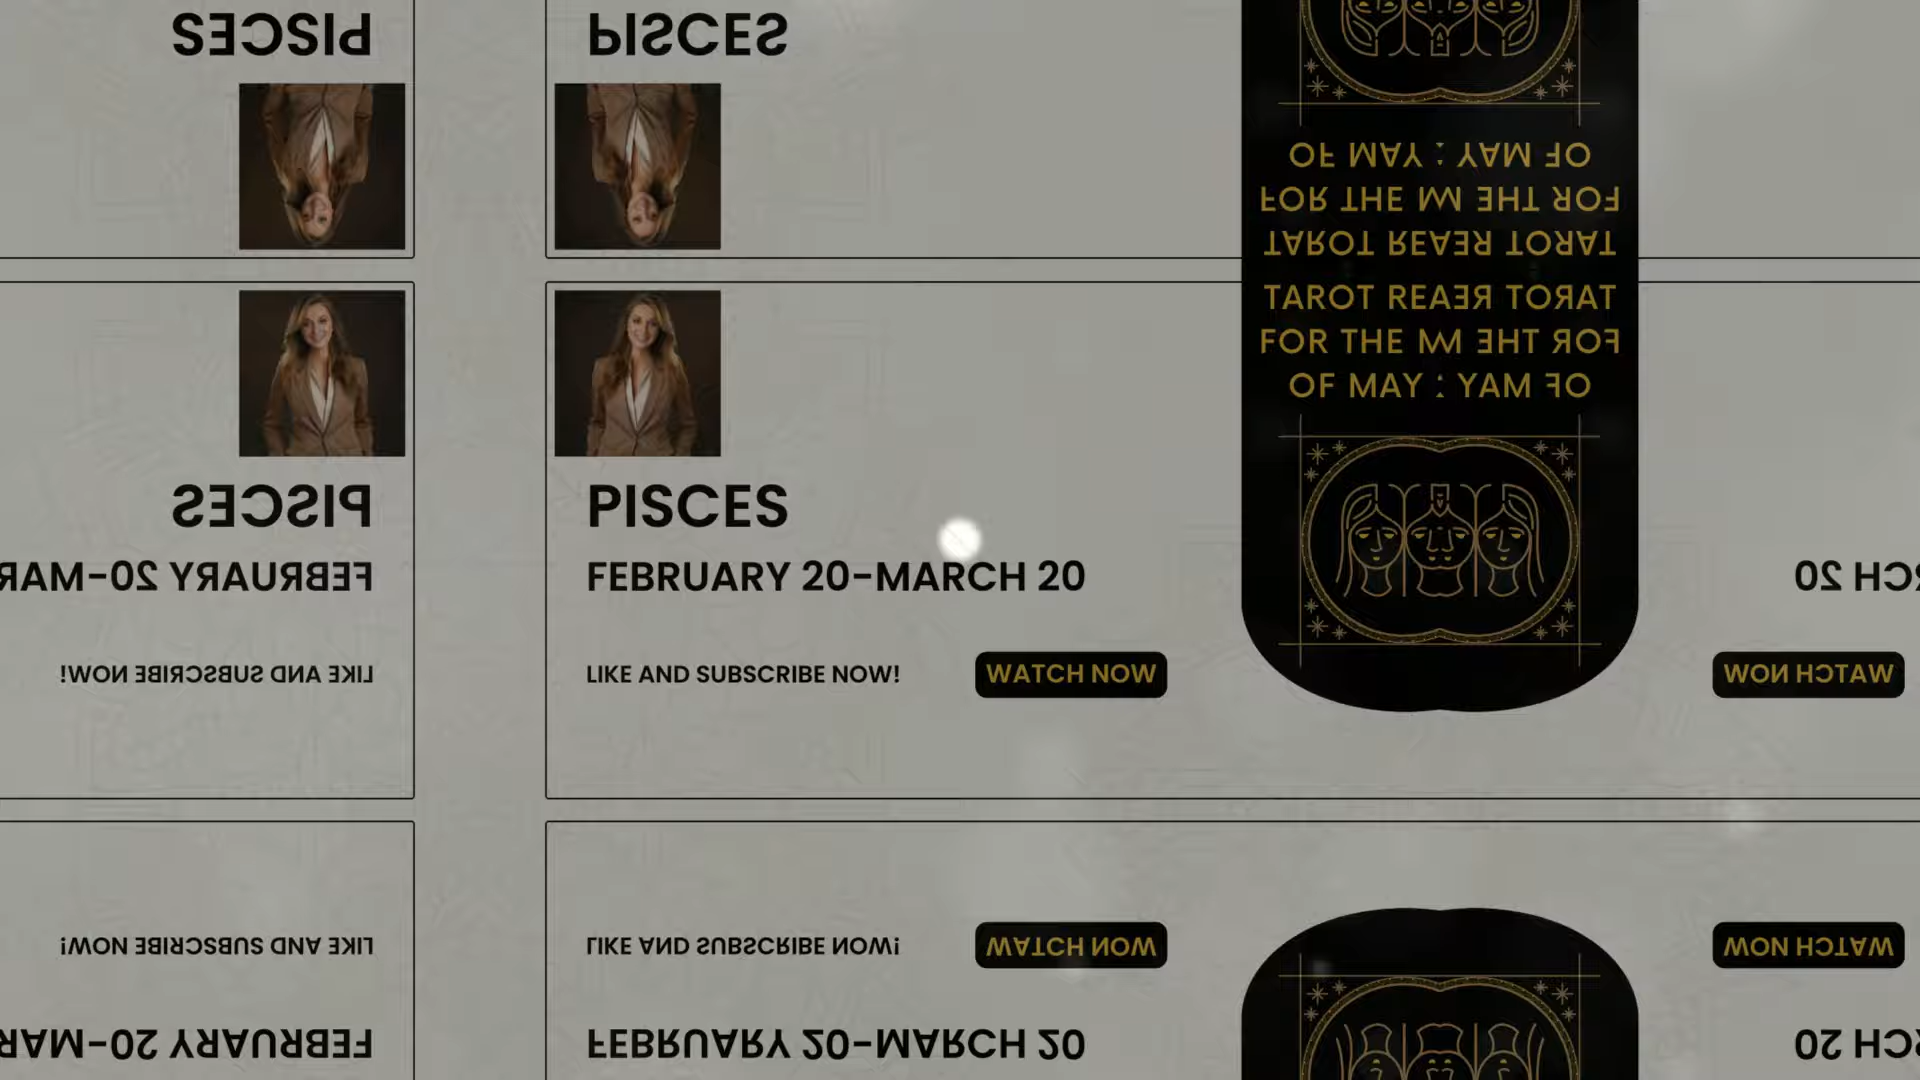 PISCES
PISCES
OF MAY : YAM FO
FOR THE M EHT ROF
TAROT REAER TORAT
TAROT REAER TORAT
FOR THE M EHT ROF
OF MAY : YAM FO
PISCES
PISCES
FEBRUARY 20-MAR
FEBRUARY 20-MARCH 20
RCH 20
LIKE AND SUBSCRIBE NOW!
LIKE AND SUBSCRIBE NOW!
WATCH NOW
WATCH NOW
LIKE AND SUBSCRIBE NOW!
LIKE AND SUBSCRIBE NOW!
WATCH NOW
WATCH NOW
FEBRUARY 20-MAR
FEBRUARY 20-MARCH 20
RCH 20